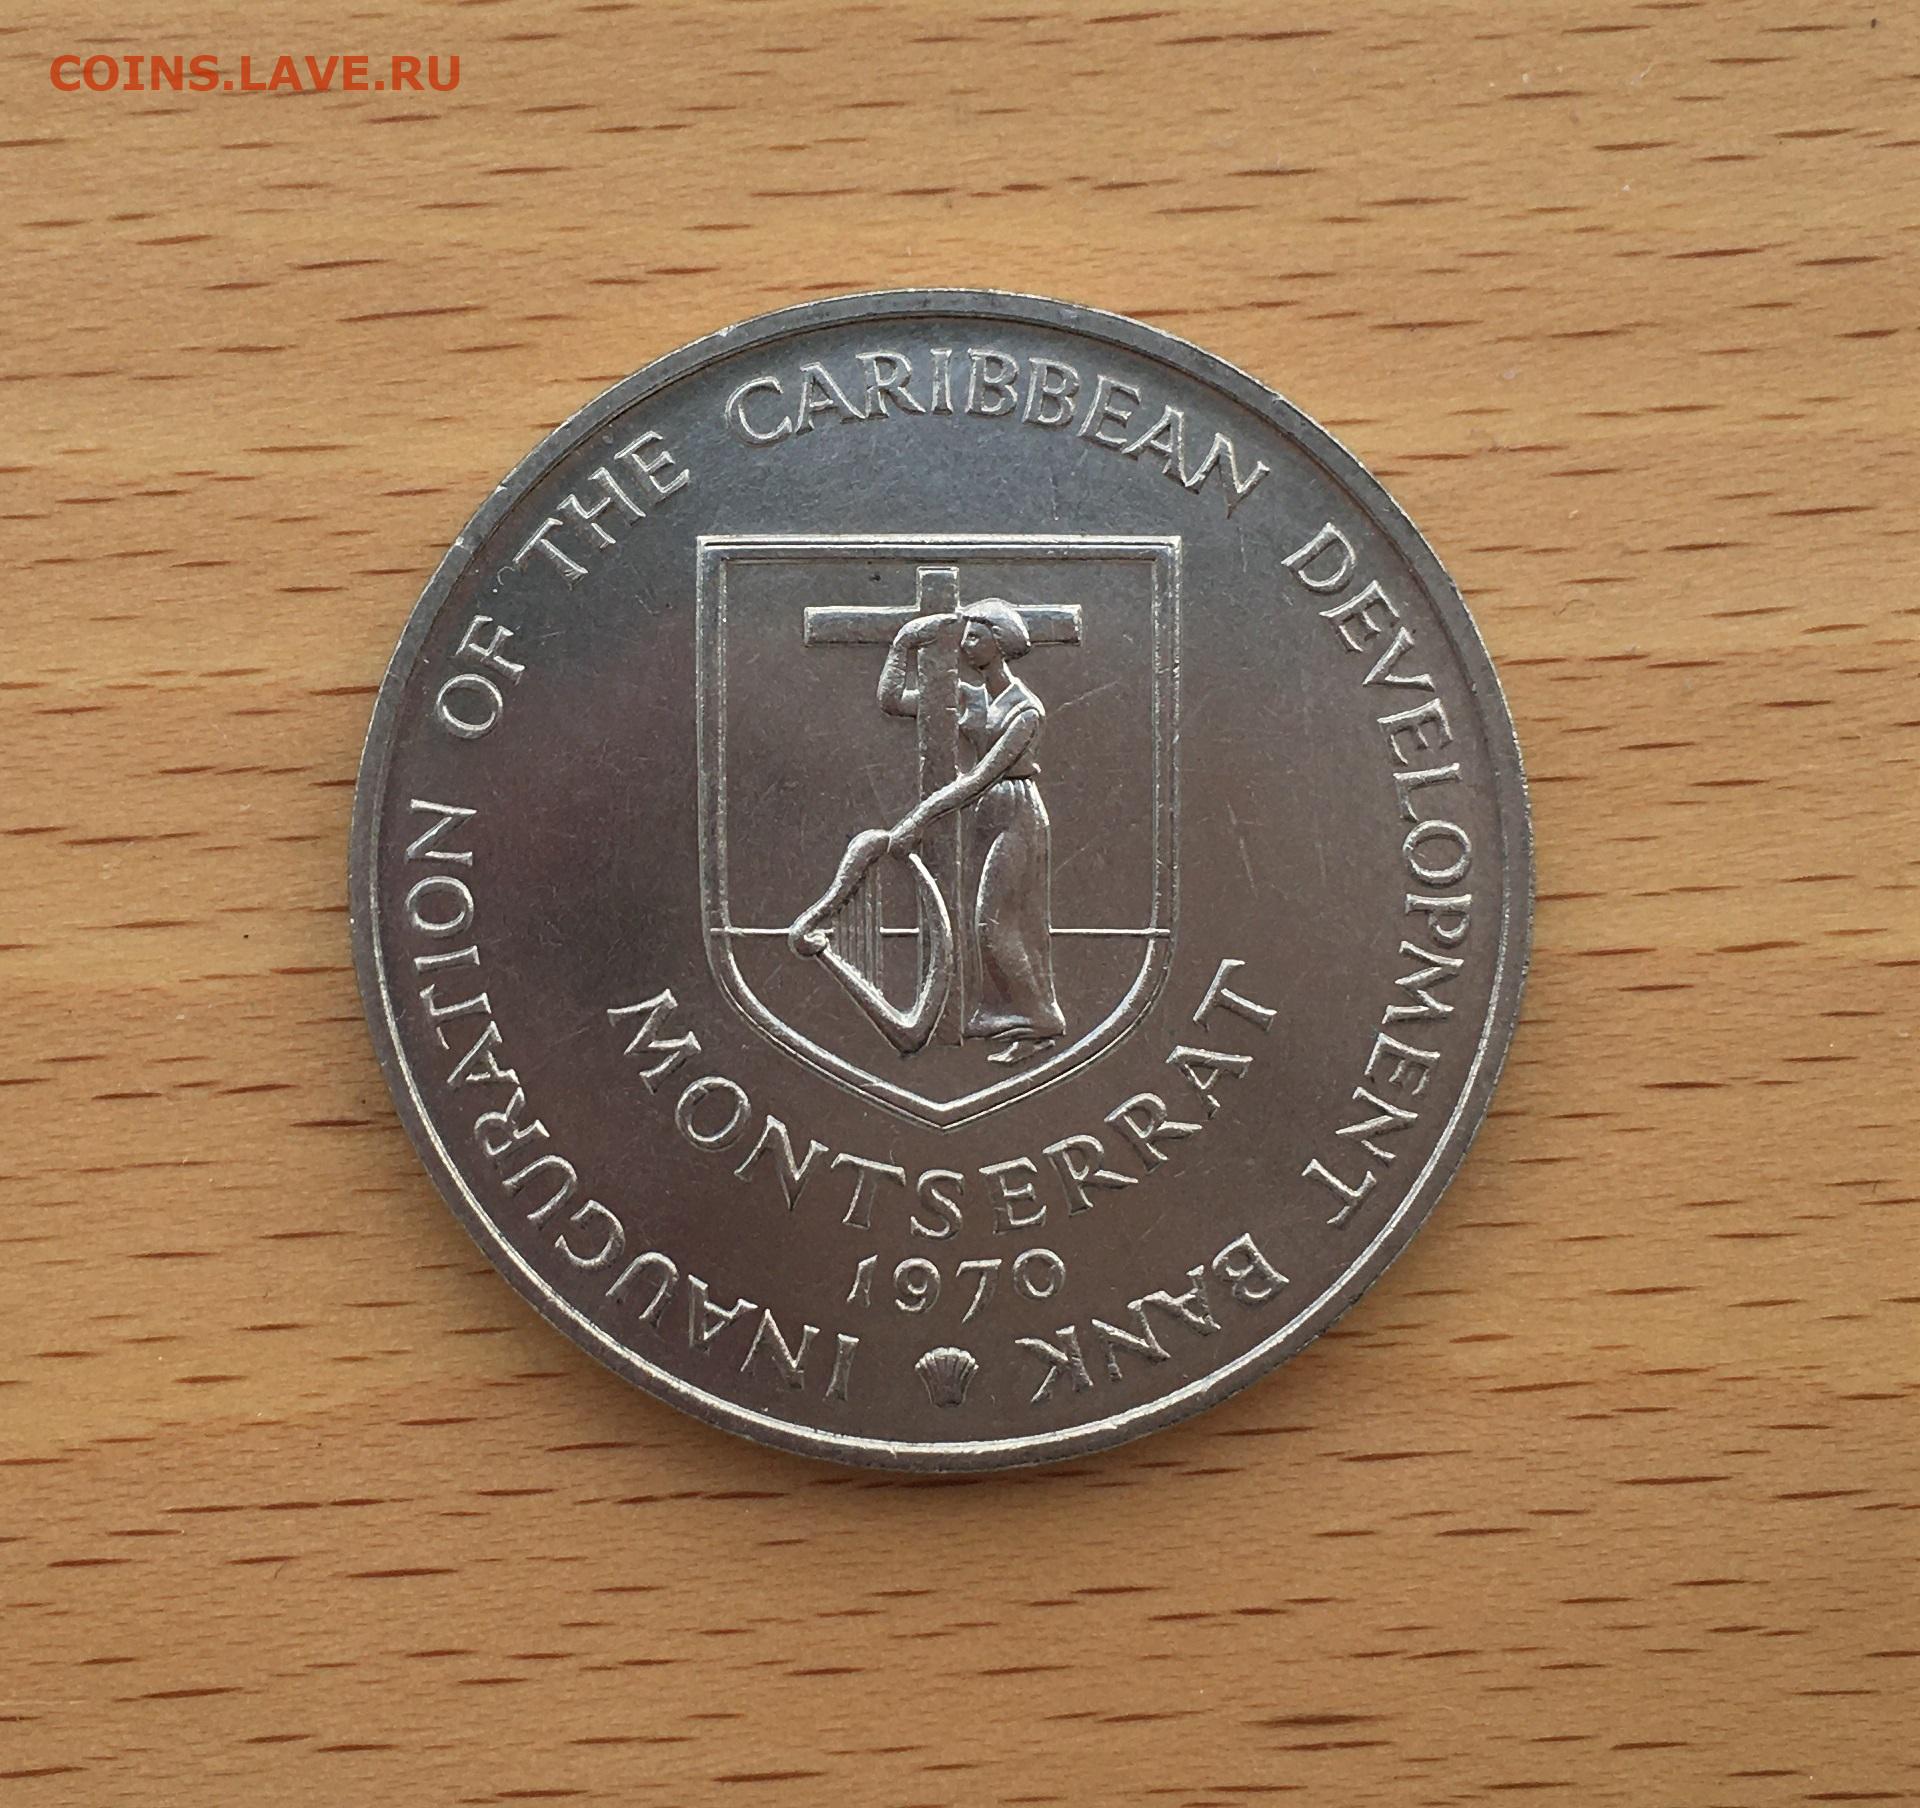 COINS.LAVE.RU
INAUGURATION OF THE CARIBBEAN DEVELOPMENT BANK
MONTSERRAT
1970